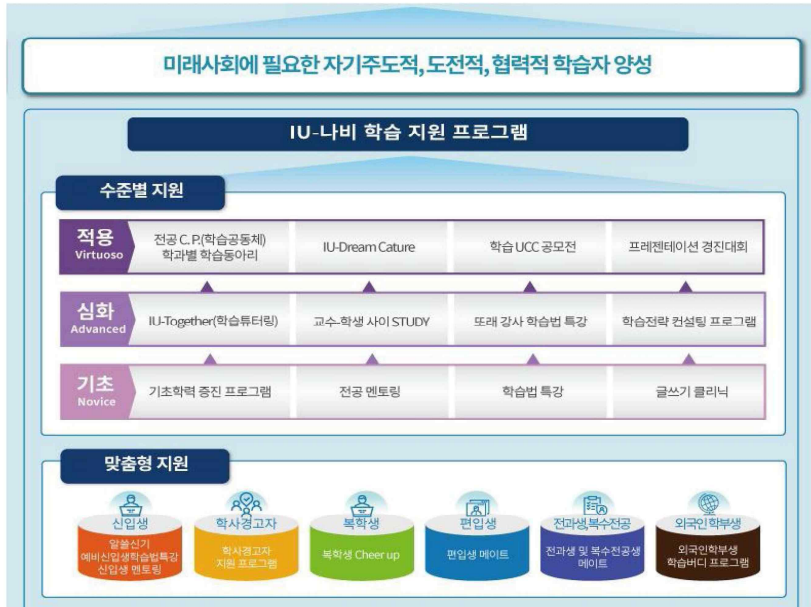 미래사회에 필요한 자기주도적, 도전적, 협력적 학습자 양성
IU-나비 학습 지원 프로그램
수준별 지원
적용
Virtuoso
전공 C.P.(학습공동체)
학과별 학습동아리
IU-Dream Cature
학습 UCC 공모전
프레젠테이션 경진대회
심화
Advanced
IU-Together(학습튜터링)
교수-학생 사이 STUDY
또래 강사 학습법 특강
학습전략 컨설팅 프로그램
기초
Novice
기초학력 증진 프로그램
전공 멘토링
학습법 특강
글쓰기 클리닉
맞춤형 지원
신입생
알쓸신기
예비신입생학습법특강
신입생 멘토링
학사경고자
학사경고자
지원 프로그램
복학생
복학생 Cheer up
편입생
편입생 메이트
전과생,복수전공
전과생 및 복수전공생
메이트
외국인 학부생
외국인학부생
학습버디 프로그램